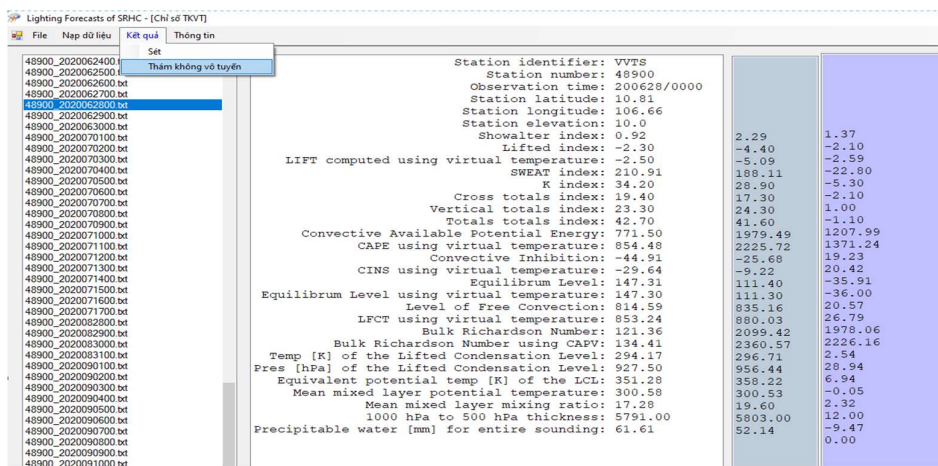 Lighting Forecasts of SRHC - [Chỉ số TKVT]
File Nạp dữ liệu Kết quả Thông tin
Sét
Thám không vô tuyến
48900_2020062400.t
48900_2020062500.t
48900_2020062600.txt
48900_2020062700.txt
48900_2020062800.txt
48900_2020062900.txt
48900_2020063000.txt
48900_2020070100.txt
48900_2020070200.txt
48900_2020070300.txt
48900_2020070400.txt
48900_2020070500.txt
48900_2020070600.txt
48900_2020070700.txt
48900_2020070800.txt
48900_2020070900.txt
48900_2020071000.txt
48900_2020071100.txt
48900_2020071200.txt
48900_2020071300.txt
48900_2020071400.txt
48900_2020071500.txt
48900_2020071600.txt
48900_2020071700.txt
48900_2020082800.txt
48900_2020082900.txt
48900_2020083000.txt
48900_2020083100.txt
48900_2020090100.txt
48900_2020090200.txt
48900_2020090300.txt
48900_2020090400.txt
48900_2020090500.txt
48900_2020090600.txt
48900_2020090700.txt
48900_2020090800.txt
48900_2020090900.txt
48900_2020091000.txt
Station identifier: VVTS
Station number: 48900
Observation time: 200628/0000
Station latitude: 10.81
Station longitude: 106.66
Station elevation: 10.0
Showalter index: 0.92
Lifted index: -2.30
LIFT computed using virtual temperature: -2.50
SWEAT index: 210.91
K index: 34.20
Cross totals index: 19.40
Vertical totals index: 23.30
Totals totals index: 42.70
Convective Available Potential Energy: 771.50
CAPE using virtual temperature: 854.48
Convective Inhibition: -44.91
CINS using virtual temperature: -29.64
Equilibrum Level: 147.31
Equilibrum Level using virtual temperature: 147.30
Level of Free Convection: 814.59
LFCT using virtual temperature: 853.24
Bulk Richardson Number: 121.36
Bulk Richardson Number using CAPV: 134.41
Temp [K] of the Lifted Condensation Level: 294.17
Pres [hPa] of the Lifted Condensation Level: 927.50
Equivalent potential temp [K] of the LCL: 351.28
Mean mixed layer potential temperature: 300.58
Mean mixed layer mixing ratio: 17.28
1000 hPa to 500 hPa thickness: 5791.00
Precipitable water [mm] for entire sounding: 61.61
2.29
-4.40
-5.09
188.11
28.90
17.30
24.30
41.60
1979.49
2225.72
-25.68
-9.22
111.40
111.30
835.16
880.03
2099.42
2360.57
296.71
956.44
358.22
300.53
19.60
5803.00
52.14
1.37
-2.10
-2.59
-22.80
-5.30
-2.10
1.00
-1.10
1207.99
1371.24
19.23
20.42
-35.91
-36.00
20.57
26.79
1978.06
2226.16
2.54
28.94
6.94
-0.05
2.32
12.00
-9.47
0.00